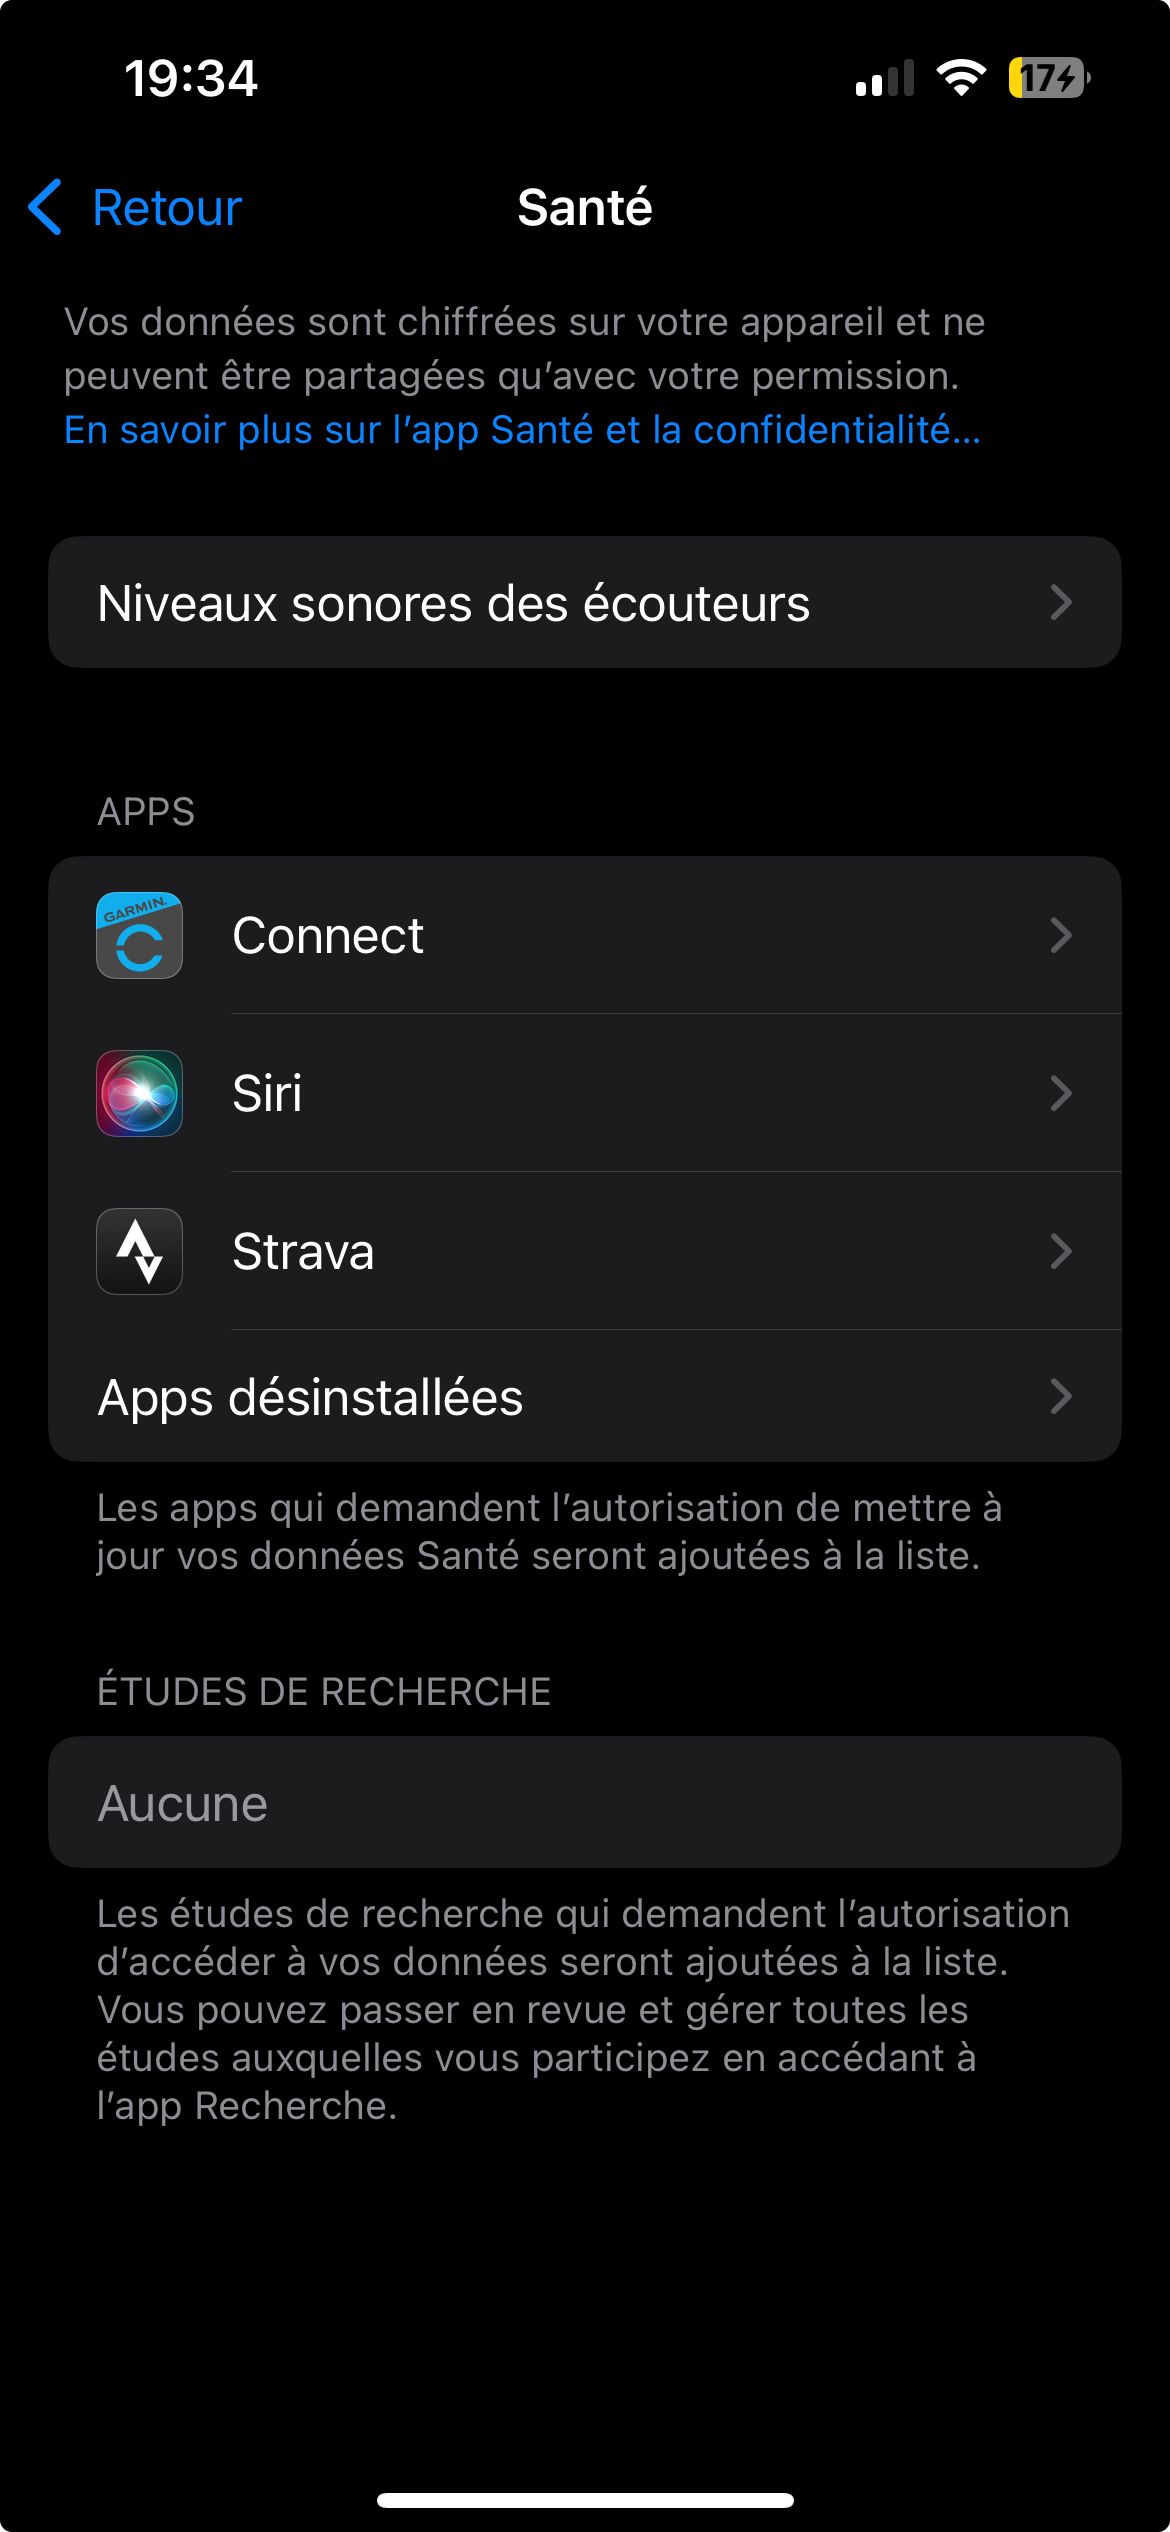 19:34
17
Retour
Santé
Vos données sont chiffrées sur votre appareil et ne
peuvent être partagées qu’avec votre permission.
En savoir plus sur l’app Santé et la confidentialité...
Niveaux sonores des écouteurs
APPS
GARMIN.
Connect
Siri
Strava
Apps désinstallées
Les apps qui demandent l’autorisation de mettre à
jour vos données Santé seront ajoutées à la liste.
ÉTUDES DE RECHERCHE
Aucune
Les études de recherche qui demandent l’autorisation
d’accéder à vos données seront ajoutées à la liste.
Vous pouvez passer en revue et gérer toutes les
études auxquelles vous participez en accédant à
l’app Recherche.